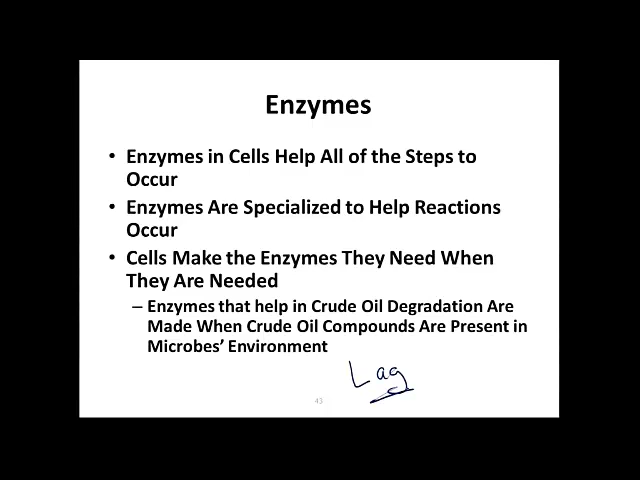 Enzymes
• Enzymes in Cells Help All of the Steps to
Occur
• Enzymes Are Specialized to Help Reactions
Occur
• Cells Make the Enzymes They Need When
They Are Needed
– Enzymes that help in Crude Oil Degradation Are
Made When Crude Oil Compounds Are Present in
Microbes’ Environment
Lag
43